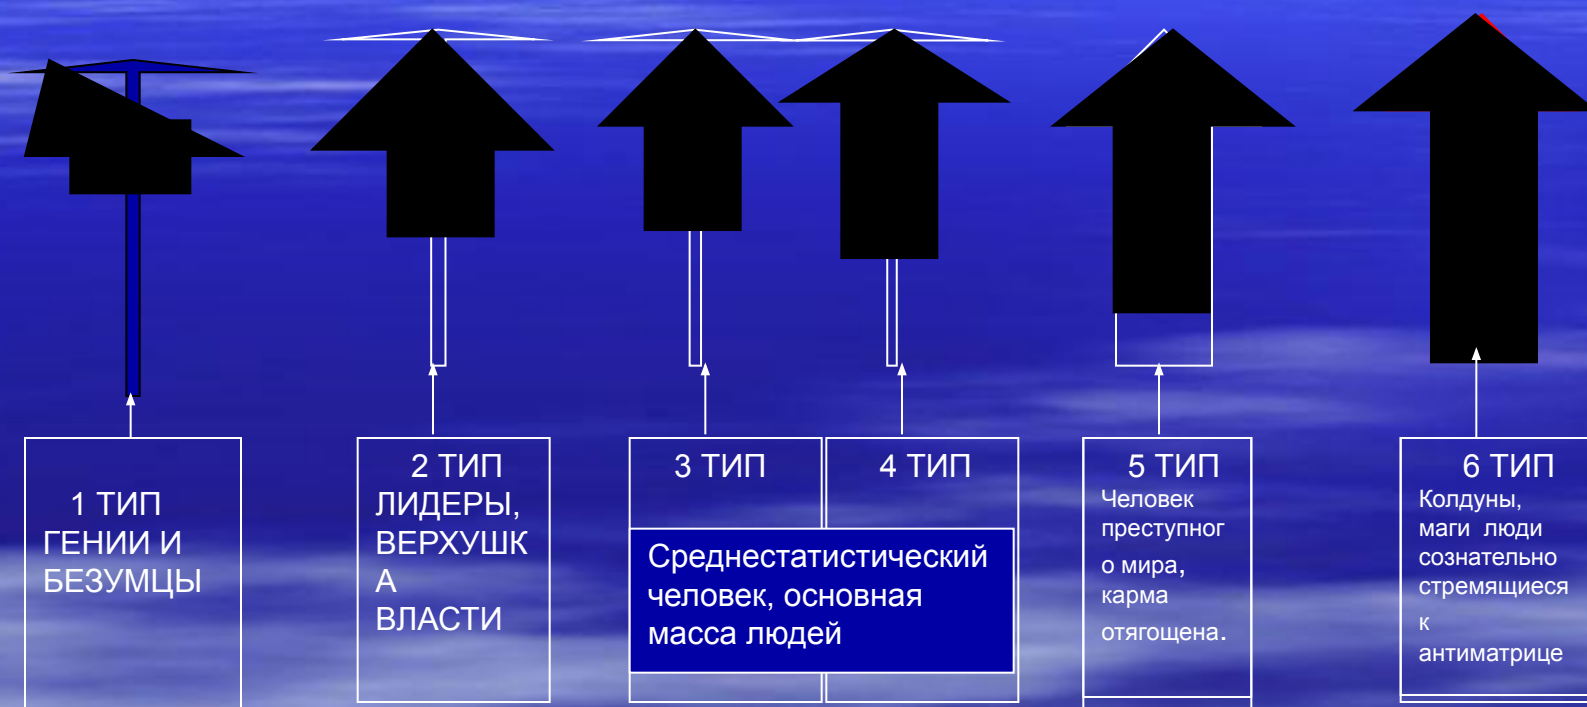 1 ТИП
ГЕНИИ И
БЕЗУМЦЫ
2 ТИП
ЛИДЕРЫ,
ВЕРХУШК
А
ВЛАСТИ
3 ТИП
4 ТИП
Среднестатистический
человек, основная
масса людей
5 ТИП
Человек
преступног
о мира,
карма
отягощена.
6 ТИП
Колдуны,
маги люди
сознательно
стремящиеся
к
антиматрице